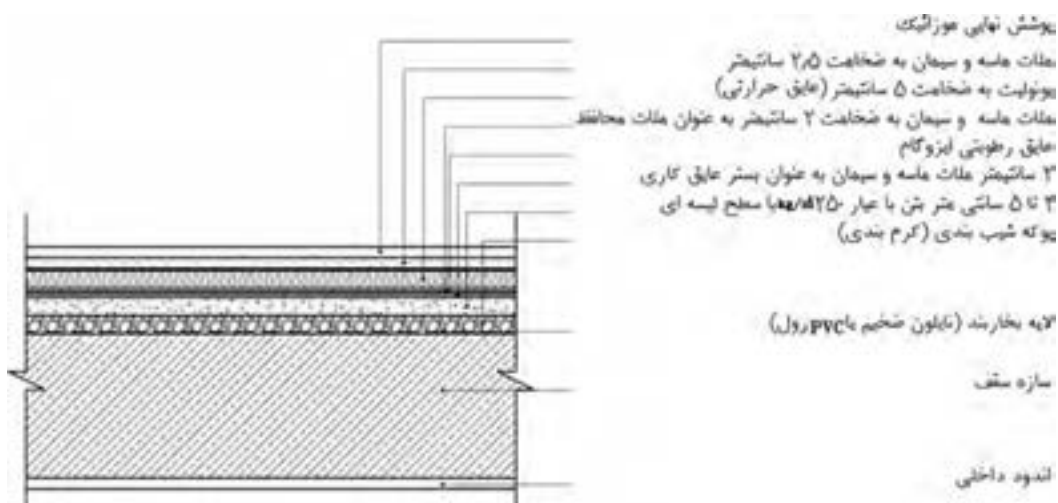 پوشش نهایی موزائیک
ملات ماسه و سیمان به ضخامت ۲٫۵ سانتیمتر
یونولیت به ضخامت ۵ سانتیمتر (عایق حرارتی)
ملات ماسه و سیمان به ضخامت ۲ سانتیمتر به عنوان ملات محافظ
عایق رطوبتی ایزوگام
۲ سانتیمتر ملات ماسه و سیمان به عنوان بستر عایق کاری
۳ تا ۵ سانتی متر بتن با عیار ۲۵۰ با سطح لیسه ای
پوکه شیب بندی (کرم بندی)
لایه بخاربند (نایلون ضخیم یا PVC رول)
سازه سقف
اندود داخلی